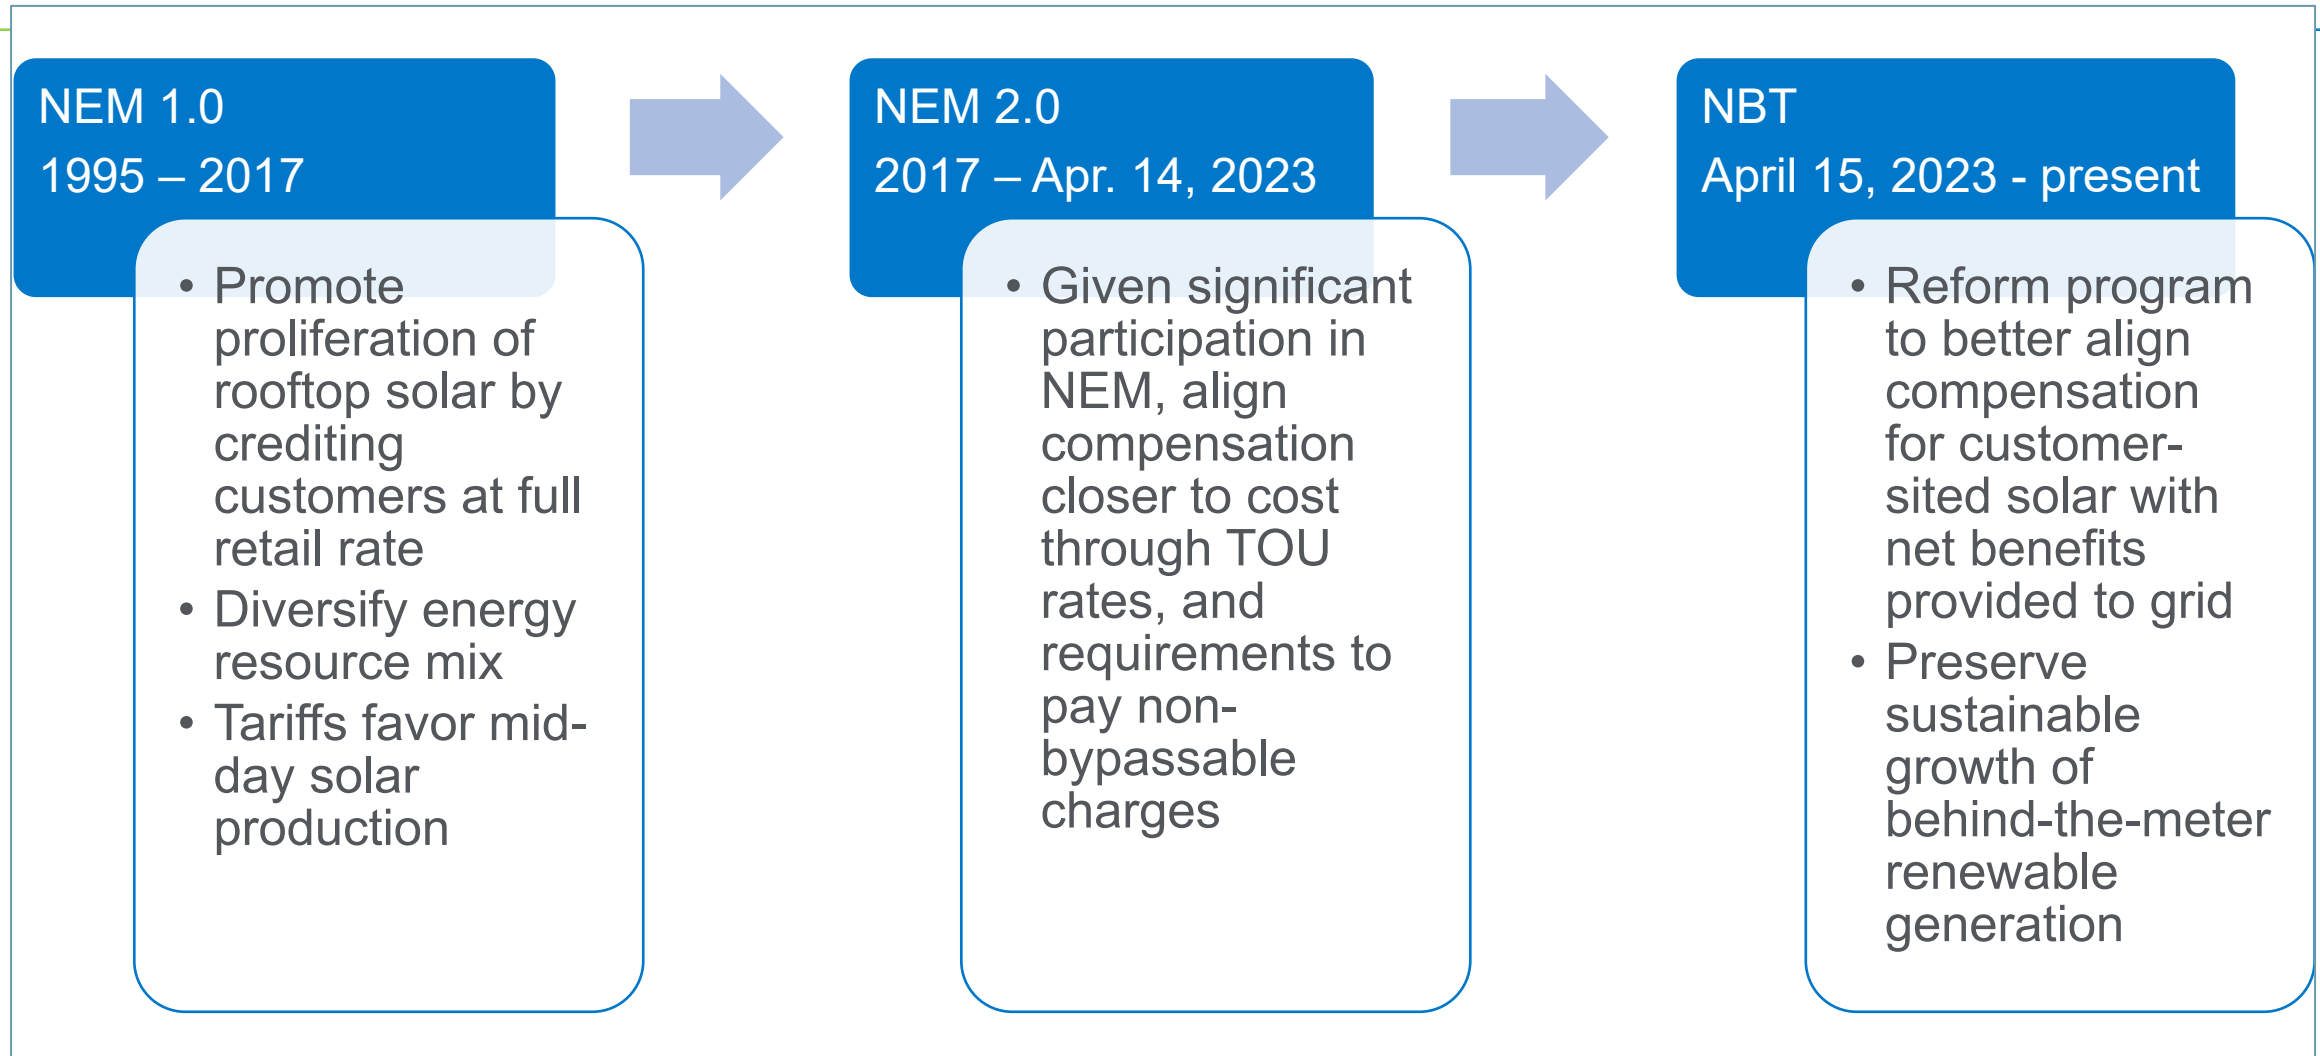 NEM 1.0
1995 – 2017
• Promote
proliferation of
rooftop solar by
crediting
customers at full
retail rate
• Diversify energy
resource mix
• Tariffs favor mid-
day solar
production
NEM 2.0
2017 – Apr. 14, 2023
• Given significant
participation in
NEM, align
compensation
closer to cost
through TOU
rates, and
requirements to
pay non-
bypassable
charges
NBT
April 15, 2023 - present
• Reform program
to better align
compensation
for customer-
sited solar with
net benefits
provided to grid
• Preserve
sustainable
growth of
behind-the-meter
renewable
generation